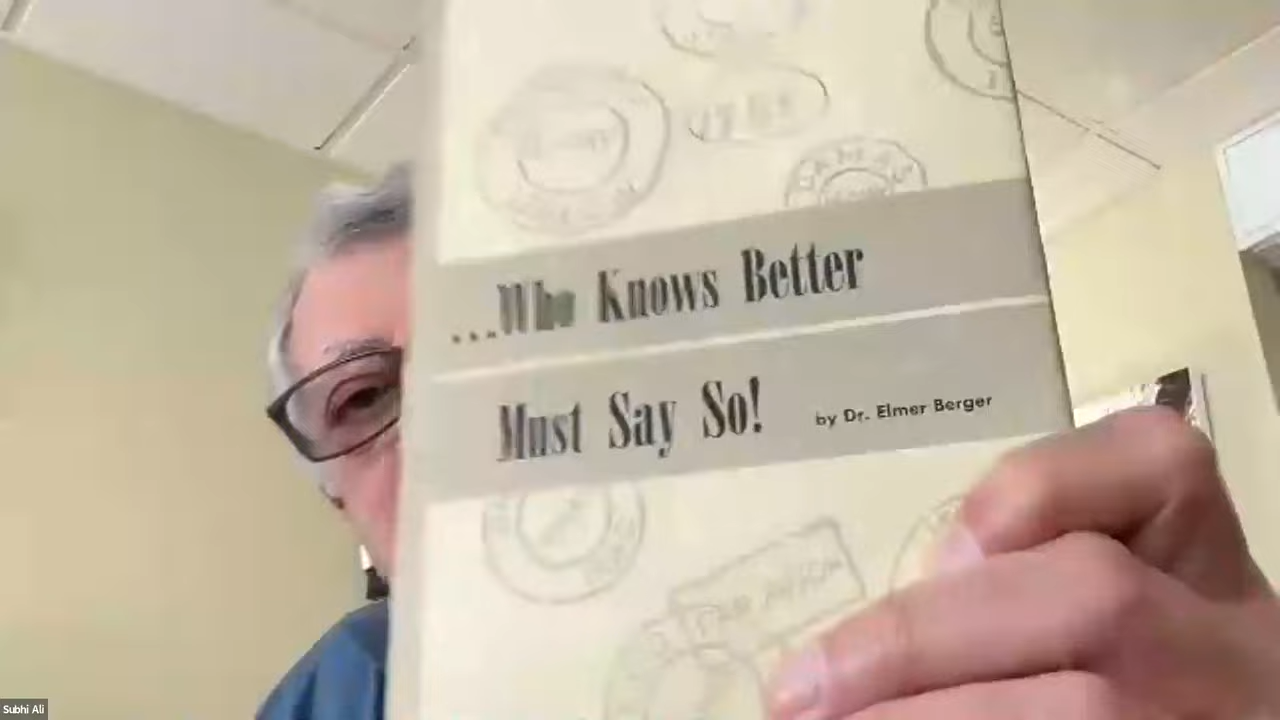 ...Who Knows Better
Must Say So!
by Dr. Elmer Berger
Subhi Ali